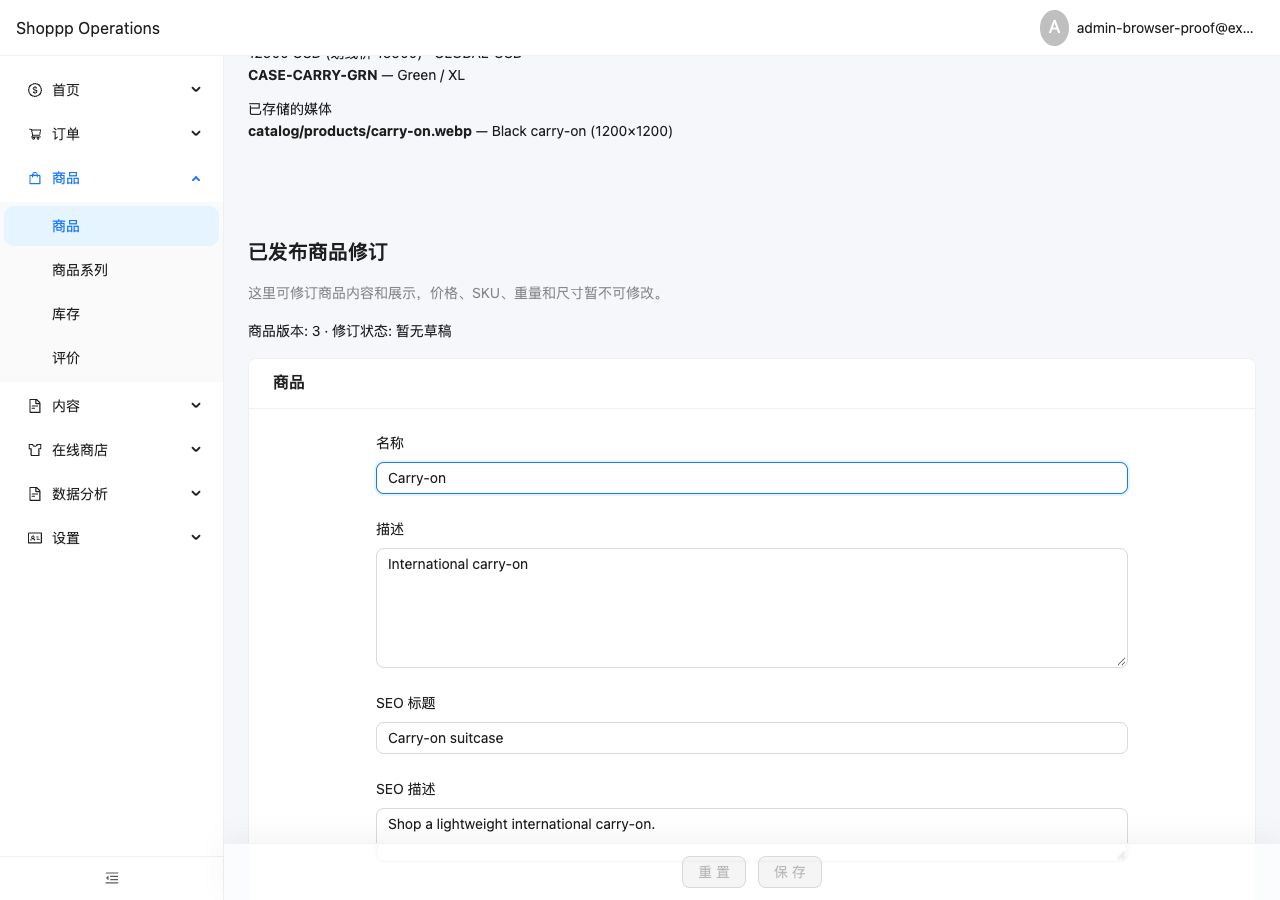 Shoppp Operations
A
admin-browser-proof@ex...
首页
订单
商品
商品
商品系列
库存
评价
内容
在线商店
数据分析
设置
CASE-CARRY-GRN — Green / XL
已存储的媒体
catalog/products/carry-on.webp — Black carry-on (1200×1200)
已发布商品修订
这里可修订商品内容和展示，价格、SKU、重量和尺寸暂不可修改。
商品版本: 3 · 修订状态: 暂无草稿
商品
名称
Carry-on
描述
International carry-on
SEO 标题
Carry-on suitcase
SEO 描述
Shop a lightweight international carry-on.
重 置
保 存